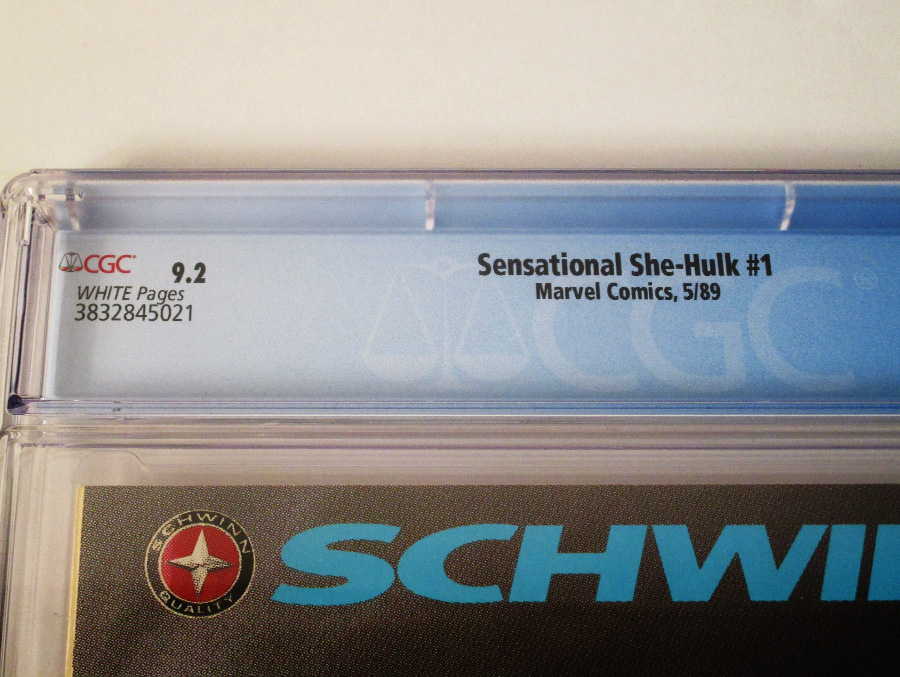 CGC
9.2
WHITE Pages
3832845021
Sensational She-Hulk #1
Marvel Comics, 5/89
CGC
SCHWINN
QUALITY
SCHWI